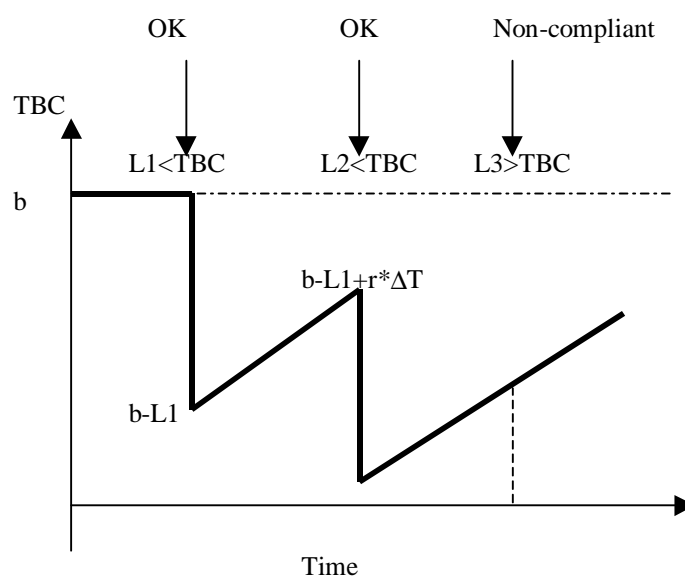 OK OK Non-compliant
TBC
L1<TBC L2<TBC L3>TBC
b
b-L1+r*ΔT
b-L1
Time